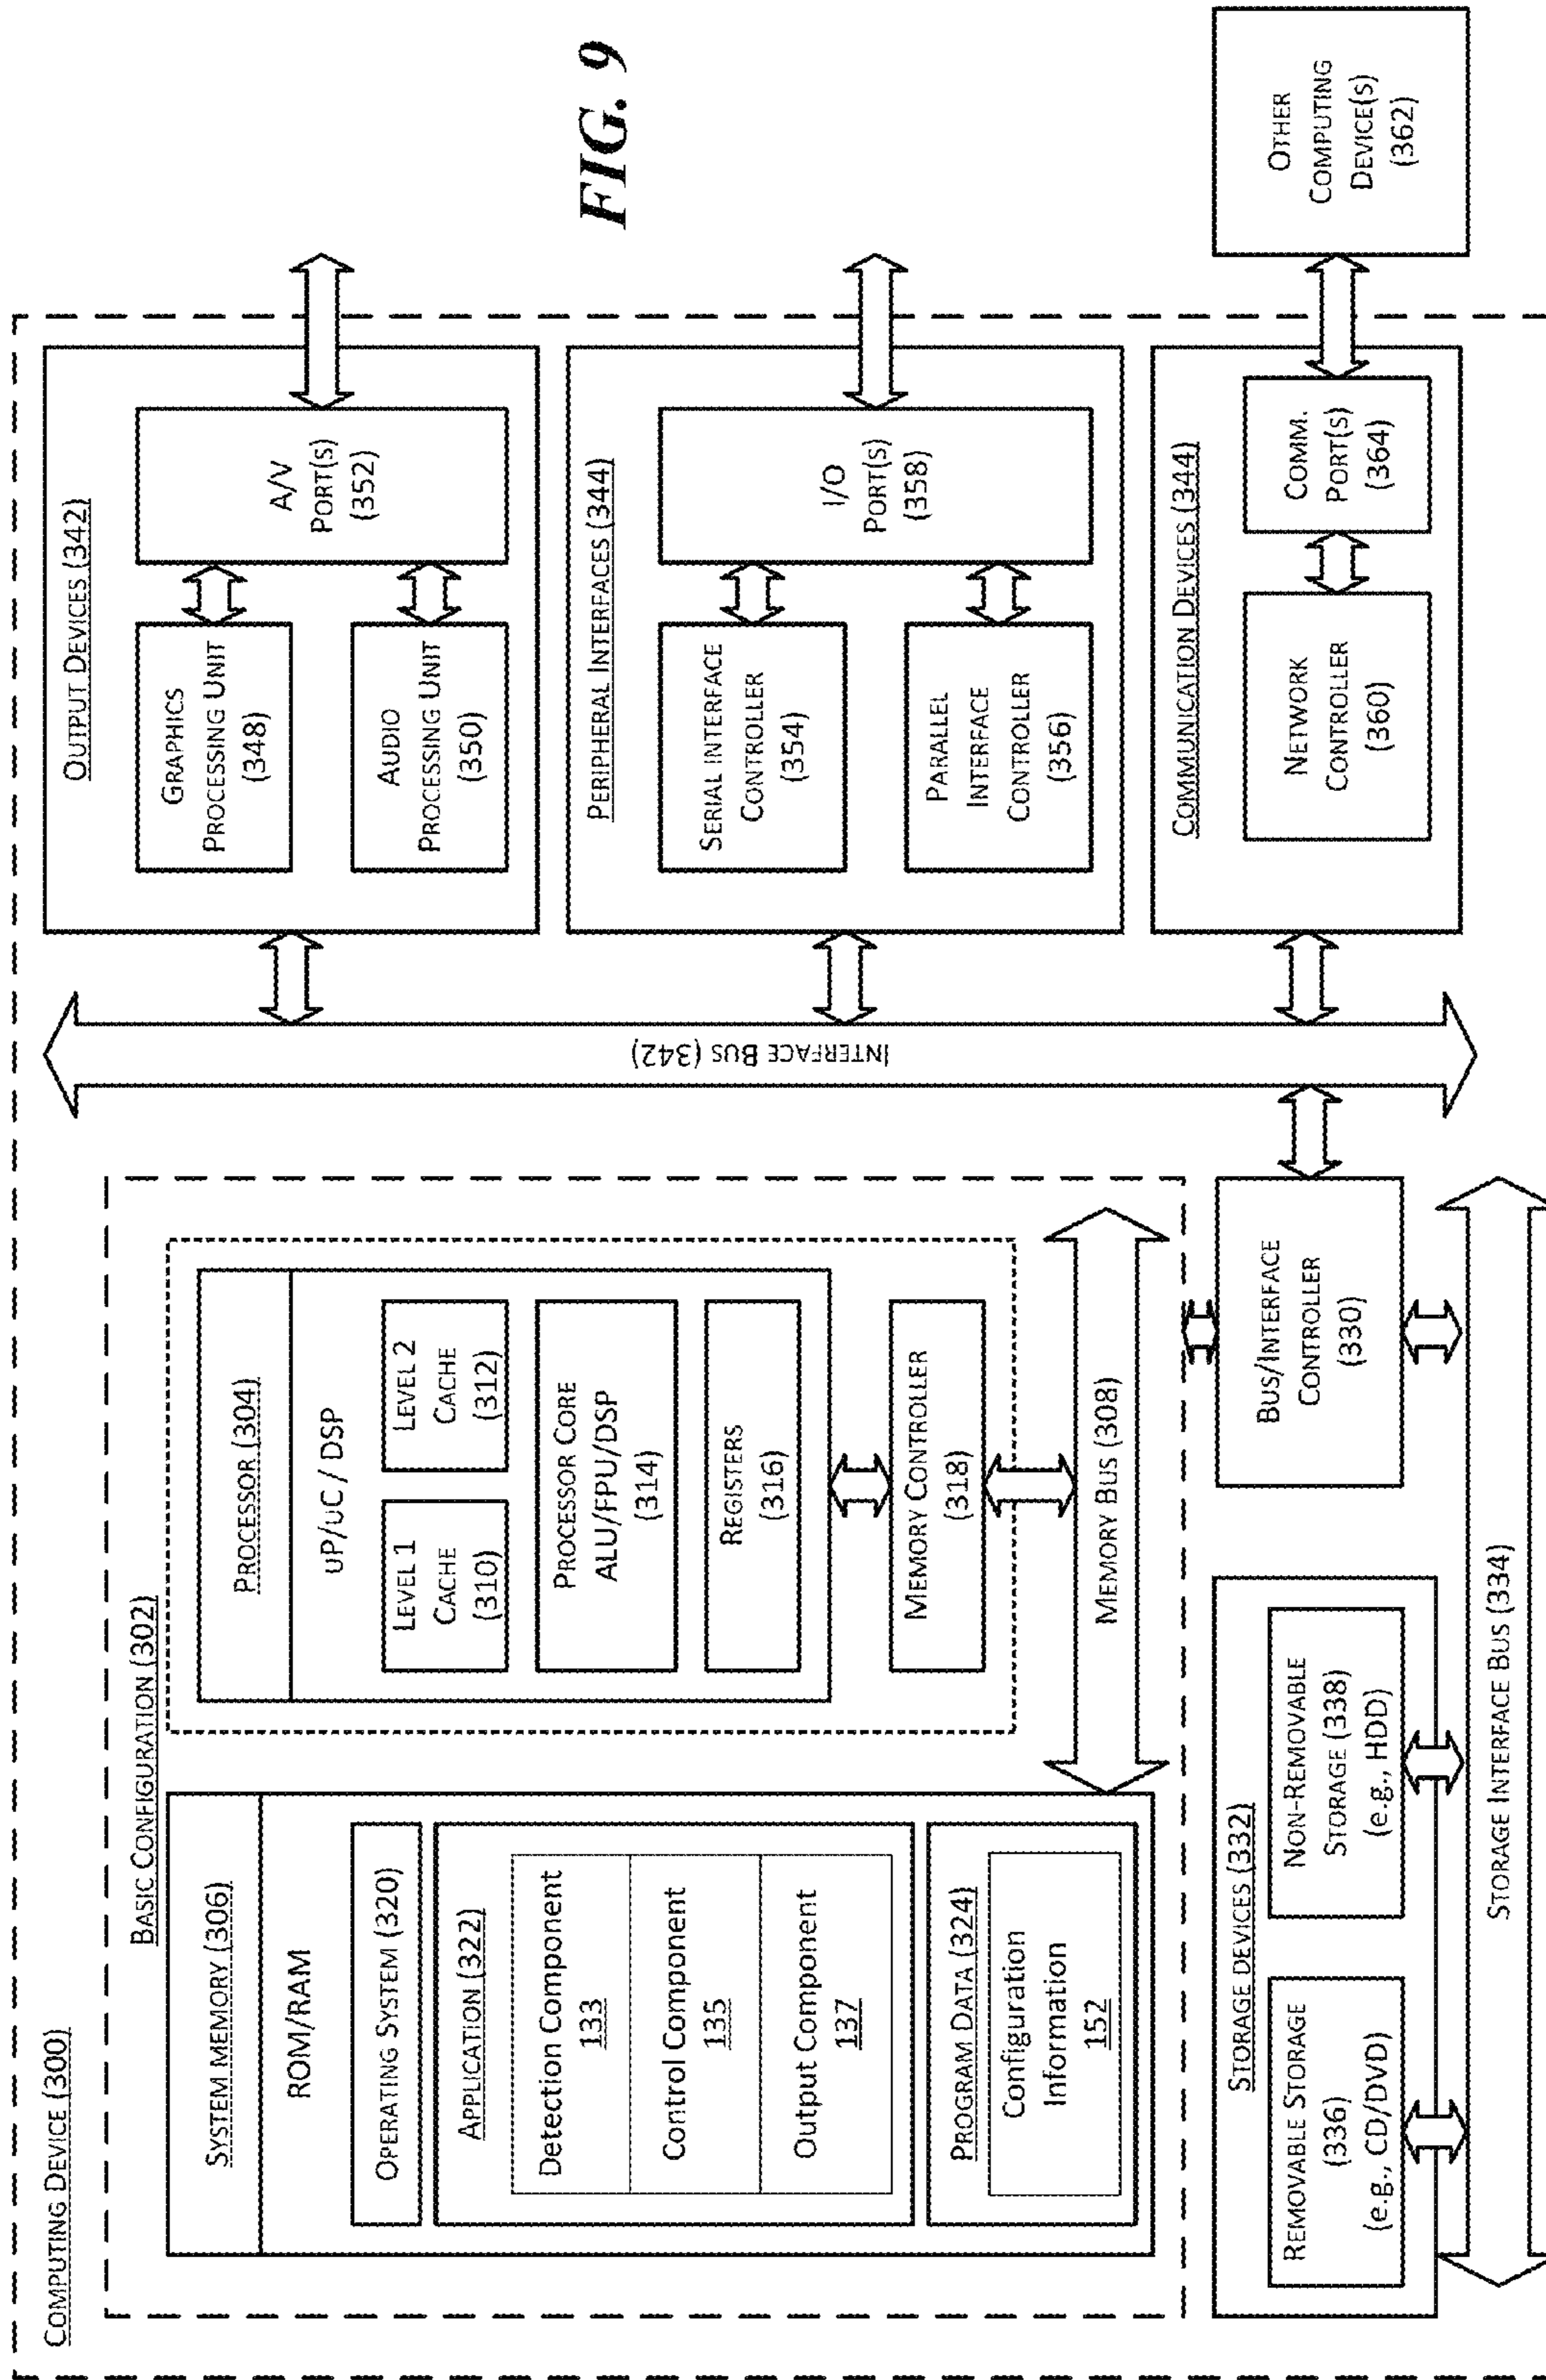 COMPUTING DEVICE (300)
BASIC CONFIGURATION (302)
SYSTEM MEMORY (306)
ROM/RAM
OPERATING SYSTEM (320)
APPLICATION (322)
Detection Component
133
Control Component
135
Output Component
137
PROGRAM DATA (324)
Configuration
Information
152
PROCESSOR (304)
uP/uC / DSP
LEVEL 1
CACHE
(310)
LEVEL 2
CACHE
(312)
PROCESSOR CORE
ALU/FPU/DSP
(314)
REGISTERS
(316)
MEMORY CONTROLLER
(318)
MEMORY BUS (308)
BUS/INTERFACE
CONTROLLER
(330)
STORAGE DEVICES (332)
REMOVABLE STORAGE
(336)
(e.g., CD/DVD)
NON-REMOVABLE
STORAGE (338)
(e.g., HDD)
STORAGE INTERFACE BUS (334)
INTERFACE BUS (342)
OUTPUT DEVICES (342)
GRAPHICS
PROCESSING UNIT
(348)
AUDIO
PROCESSING UNIT
(350)
A/V
PORT(S)
(352)
PERIPHERAL INTERFACES (344)
SERIAL INTERFACE
CONTROLLER
(354)
PARALLEL
INTERFACE
CONTROLLER
(356)
I/O
PORT(S)
(358)
COMMUNICATION DEVICES (344)
NETWORK
CONTROLLER
(360)
COMM.
PORT(S)
(364)
OTHER
COMPUTING
DEVICE(S)
(362)
FIG. 9